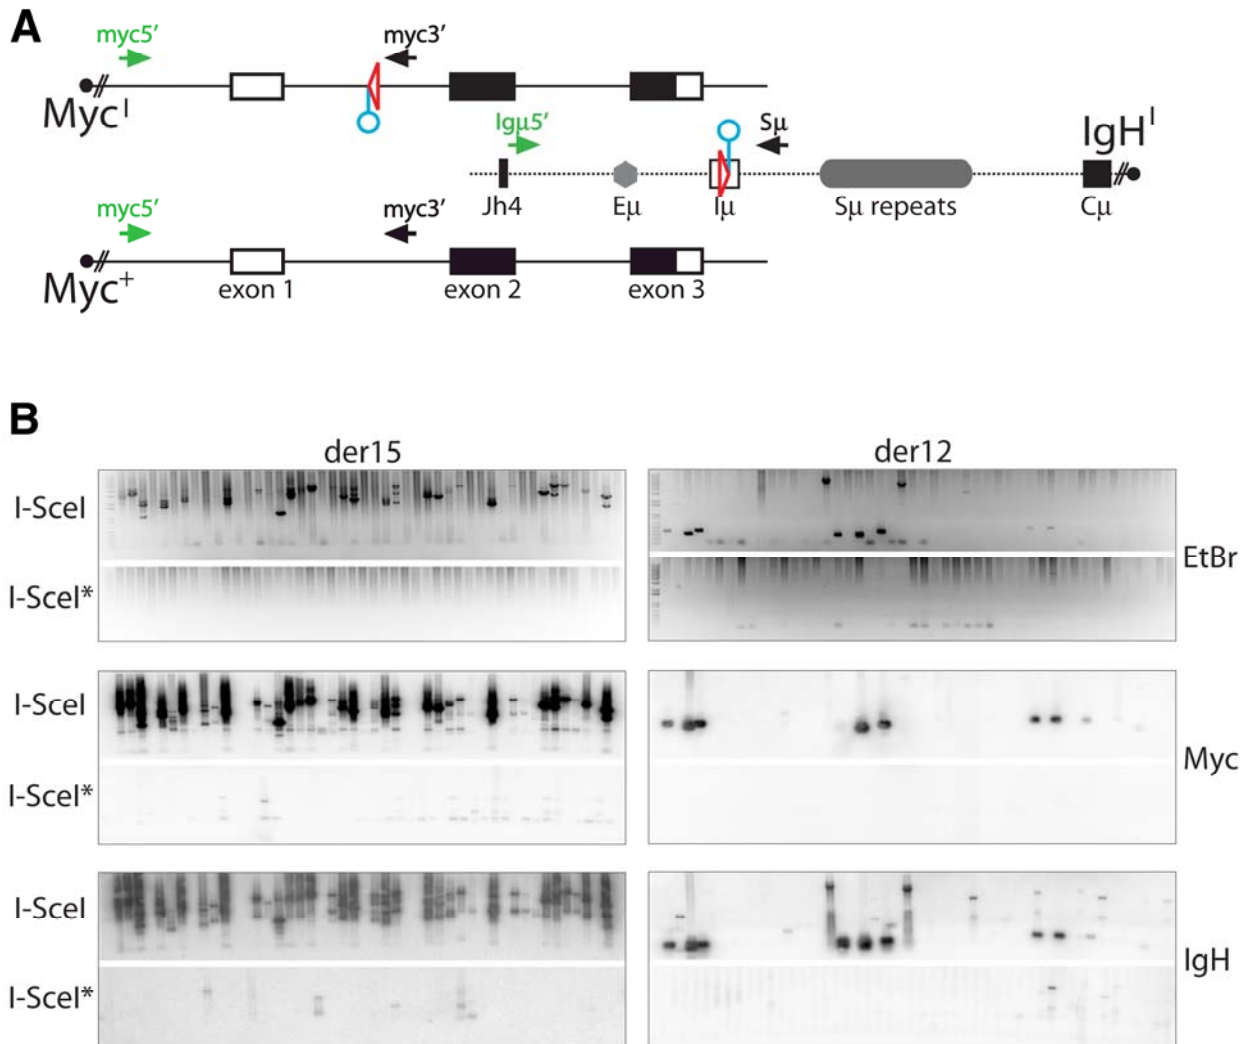 A
myc5’ myc3’
Myc^I
Igμ5’ Sμ IgH^I
Jh4 Eμ Iμ Sμ repeats Cμ
myc5’ myc3’
Myc^+
exon 1 exon 2 exon 3
B
der15 der12
I-SceI
EtBr
I-SceI*
I-SceI
Myc
I-SceI*
I-SceI
IgH
I-SceI*